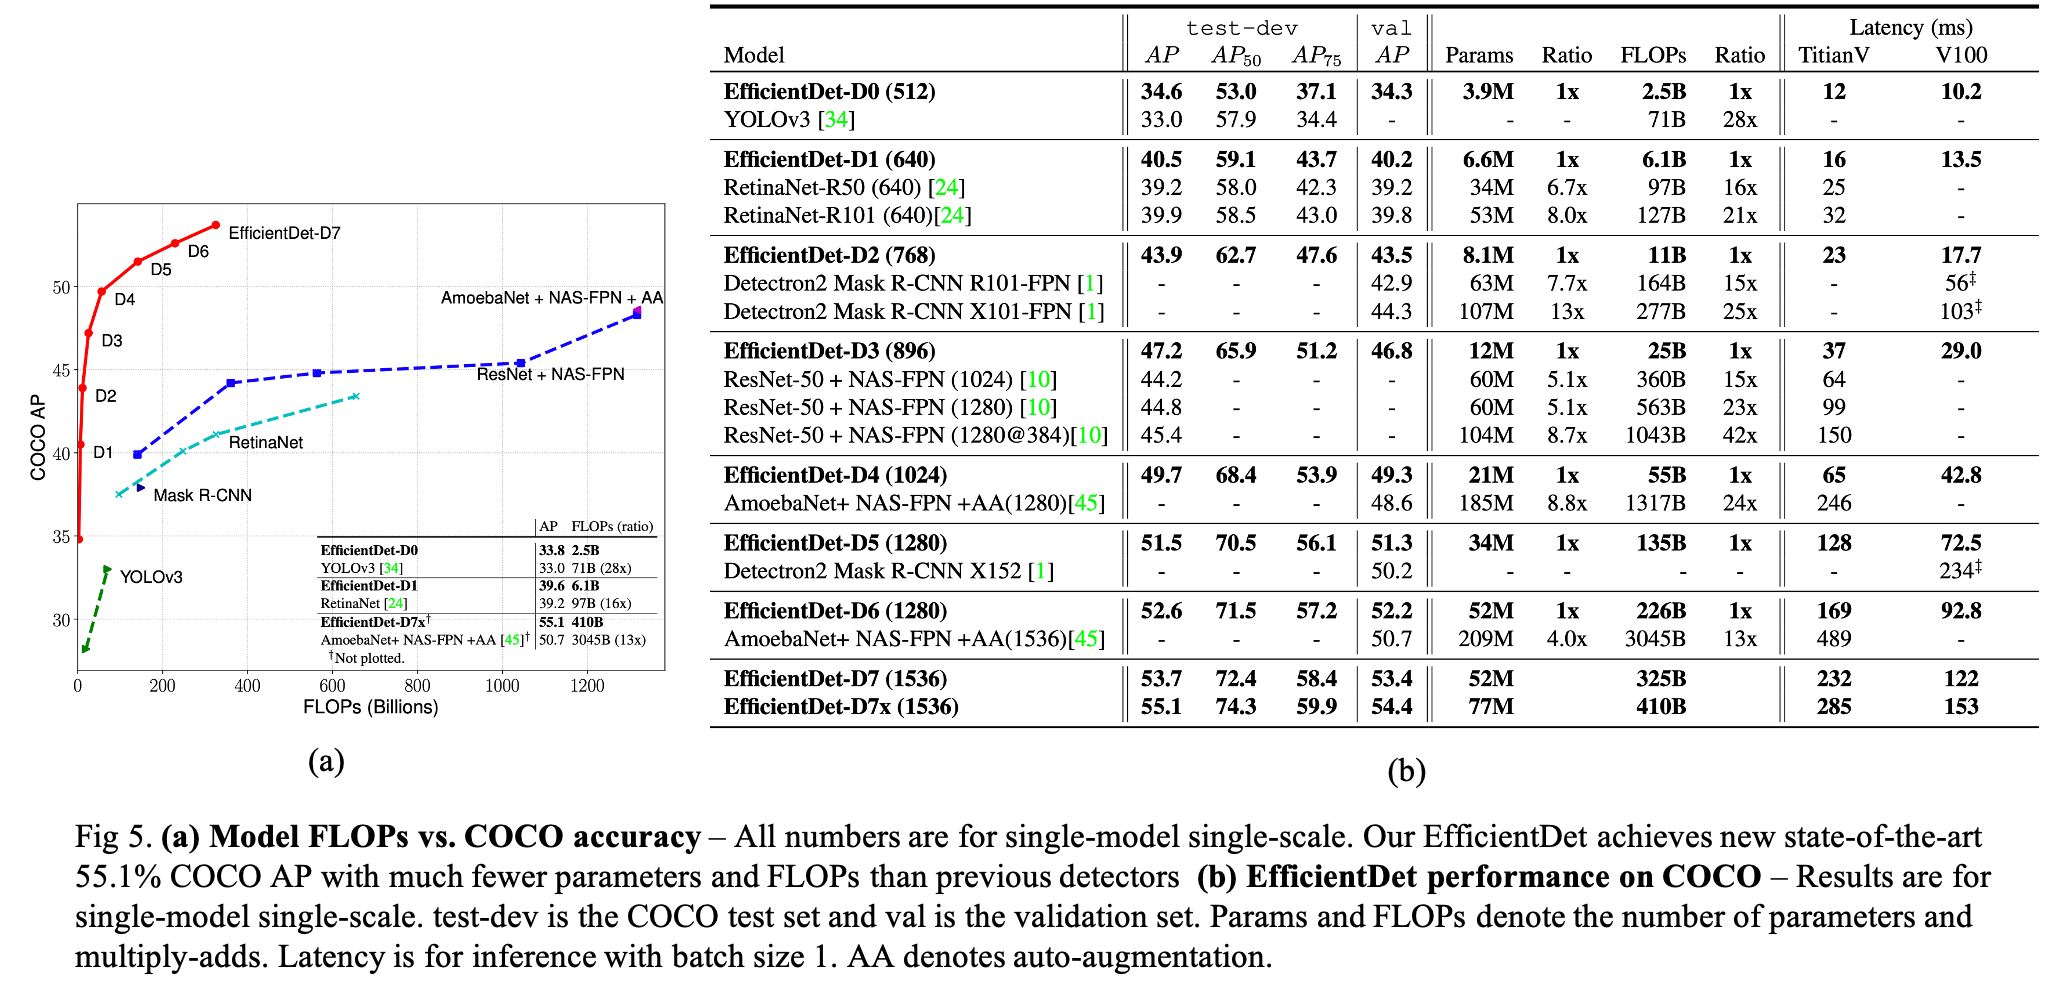 EfficientDet-D7
D6
D5
D4
D3
D2
D1
AmoebaNet + NAS-FPN + AA
ResNet + NAS-FPN
RetinaNet
Mask R-CNN
YOLOv3
COCO AP
50
45
40
35
30
0 200 400 600 800 1000 1200
FLOPs (Billions)
AP FLOPs (ratio)
EfficientDet-D0 33.8 2.5B
YOLOv3 [34] 33.0 71B (28x)
EfficientDet-D1 39.6 6.1B
RetinaNet [24] 39.2 97B (16x)
EfficientDet-D7x† 55.1 410B
AmoebaNet+ NAS-FPN +AA [45]† 50.7 3045B (13x)
†Not plotted.
(a)
test-dev val Latency (ms)
Model AP AP50 AP75 AP Params Ratio FLOPs Ratio TitianV V100
EfficientDet-D0 (512) 34.6 53.0 37.1 34.3 3.9M 1x 2.5B 1x 12 10.2
YOLOv3 [34] 33.0 57.9 34.4 - - - 71B 28x - -
EfficientDet-D1 (640) 40.5 59.1 43.7 40.2 6.6M 1x 6.1B 1x 16 13.5
RetinaNet-R50 (640) [24] 39.2 58.0 42.3 39.2 34M 6.7x 97B 16x 25 -
RetinaNet-R101 (640)[24] 39.9 58.5 43.0 39.8 53M 8.0x 127B 21x 32 -
EfficientDet-D2 (768) 43.9 62.7 47.6 43.5 8.1M 1x 11B 1x 23 17.7
Detectron2 Mask R-CNN R101-FPN [1] - - - 42.9 63M 7.7x 164B 15x - 56‡
Detectron2 Mask R-CNN X101-FPN [1] - - - 44.3 107M 13x 277B 25x - 103‡
EfficientDet-D3 (896) 47.2 65.9 51.2 46.8 12M 1x 25B 1x 37 29.0
ResNet-50 + NAS-FPN (1024) [10] 44.2 - - - 60M 5.1x 360B 15x 64 -
ResNet-50 + NAS-FPN (1280) [10] 44.8 - - - 60M 5.1x 563B 23x 99 -
ResNet-50 + NAS-FPN (1280@384)[10] 45.4 - - - 104M 8.7x 1043B 42x 150 -
EfficientDet-D4 (1024) 49.7 68.4 53.9 49.3 21M 1x 55B 1x 65 42.8
AmoebaNet+ NAS-FPN +AA(1280)[45] - - - 48.6 185M 8.8x 1317B 24x 246 -
EfficientDet-D5 (1280) 51.5 70.5 56.1 51.3 34M 1x 135B 1x 128 72.5
Detectron2 Mask R-CNN X152 [1] - - - 50.2 - - - - - 234‡
EfficientDet-D6 (1280) 52.6 71.5 57.2 52.2 52M 1x 226B 1x 169 92.8
AmoebaNet+ NAS-FPN +AA(1536)[45] - - - 50.7 209M 4.0x 3045B 13x 489 -
EfficientDet-D7 (1536) 53.7 72.4 58.4 53.4 52M 325B 232 122
EfficientDet-D7x (1536) 55.1 74.3 59.9 54.4 77M 410B 285 153
(b)
Fig 5. (a) Model FLOPs vs. COCO accuracy – All numbers are for single-model single-scale. Our EfficientDet achieves new state-of-the-art
55.1% COCO AP with much fewer parameters and FLOPs than previous detectors (b) EfficientDet performance on COCO – Results are for
single-model single-scale. test-dev is the COCO test set and val is the validation set. Params and FLOPs denote the number of parameters and
multiply-adds. Latency is for inference with batch size 1. AA denotes auto-augmentation.